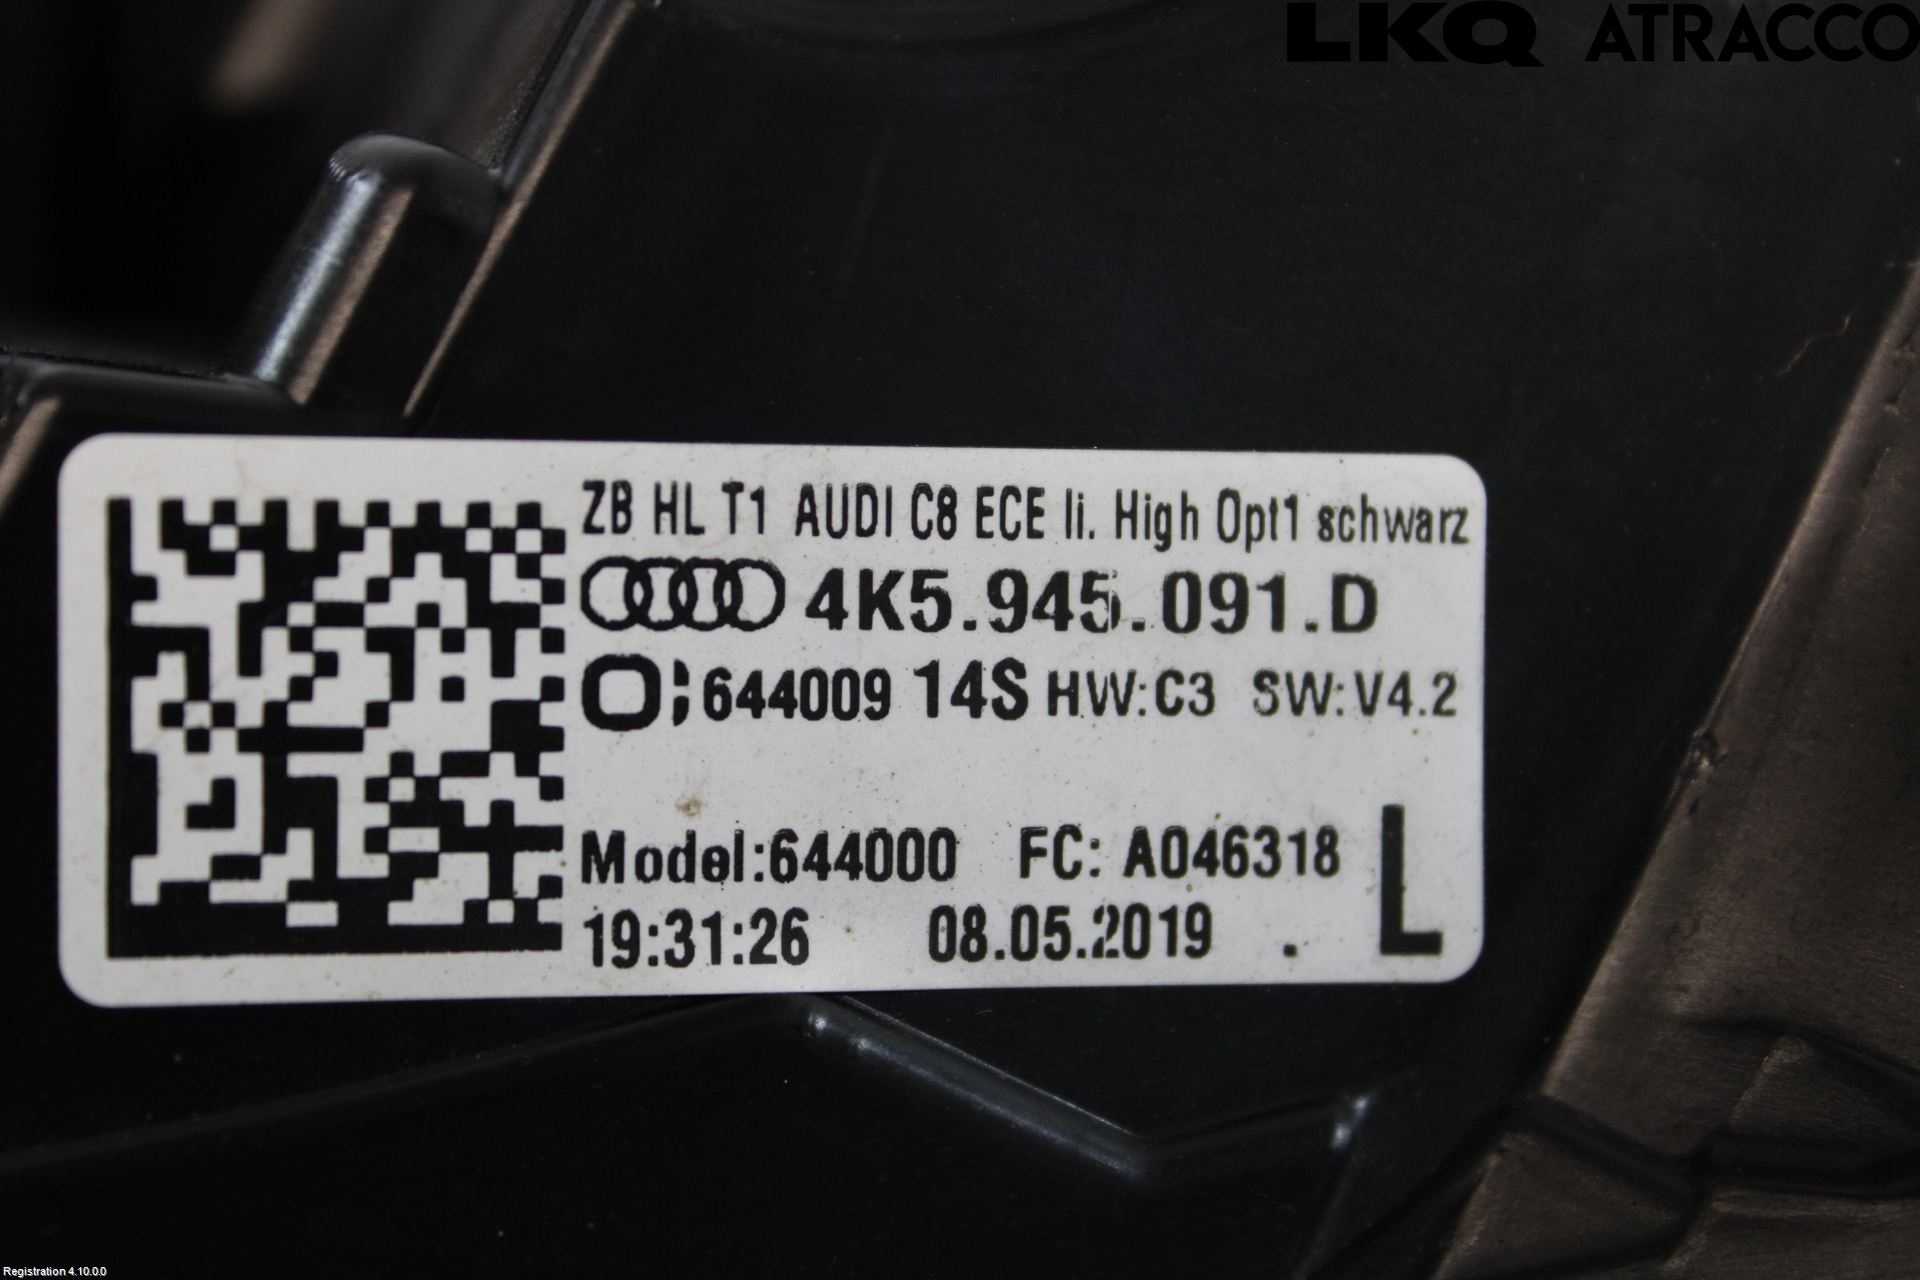 LKQ ATRACCO
ZB HL T1 AUDI C8 ECE li. High Opt1 schwarz
4K5.945.091.D
O; 644009 14S HW:C3 SW:V4.2
Model:644000 FC: A046318
19:31:26 08.05.2019 . L
Registration 4.10.0.0